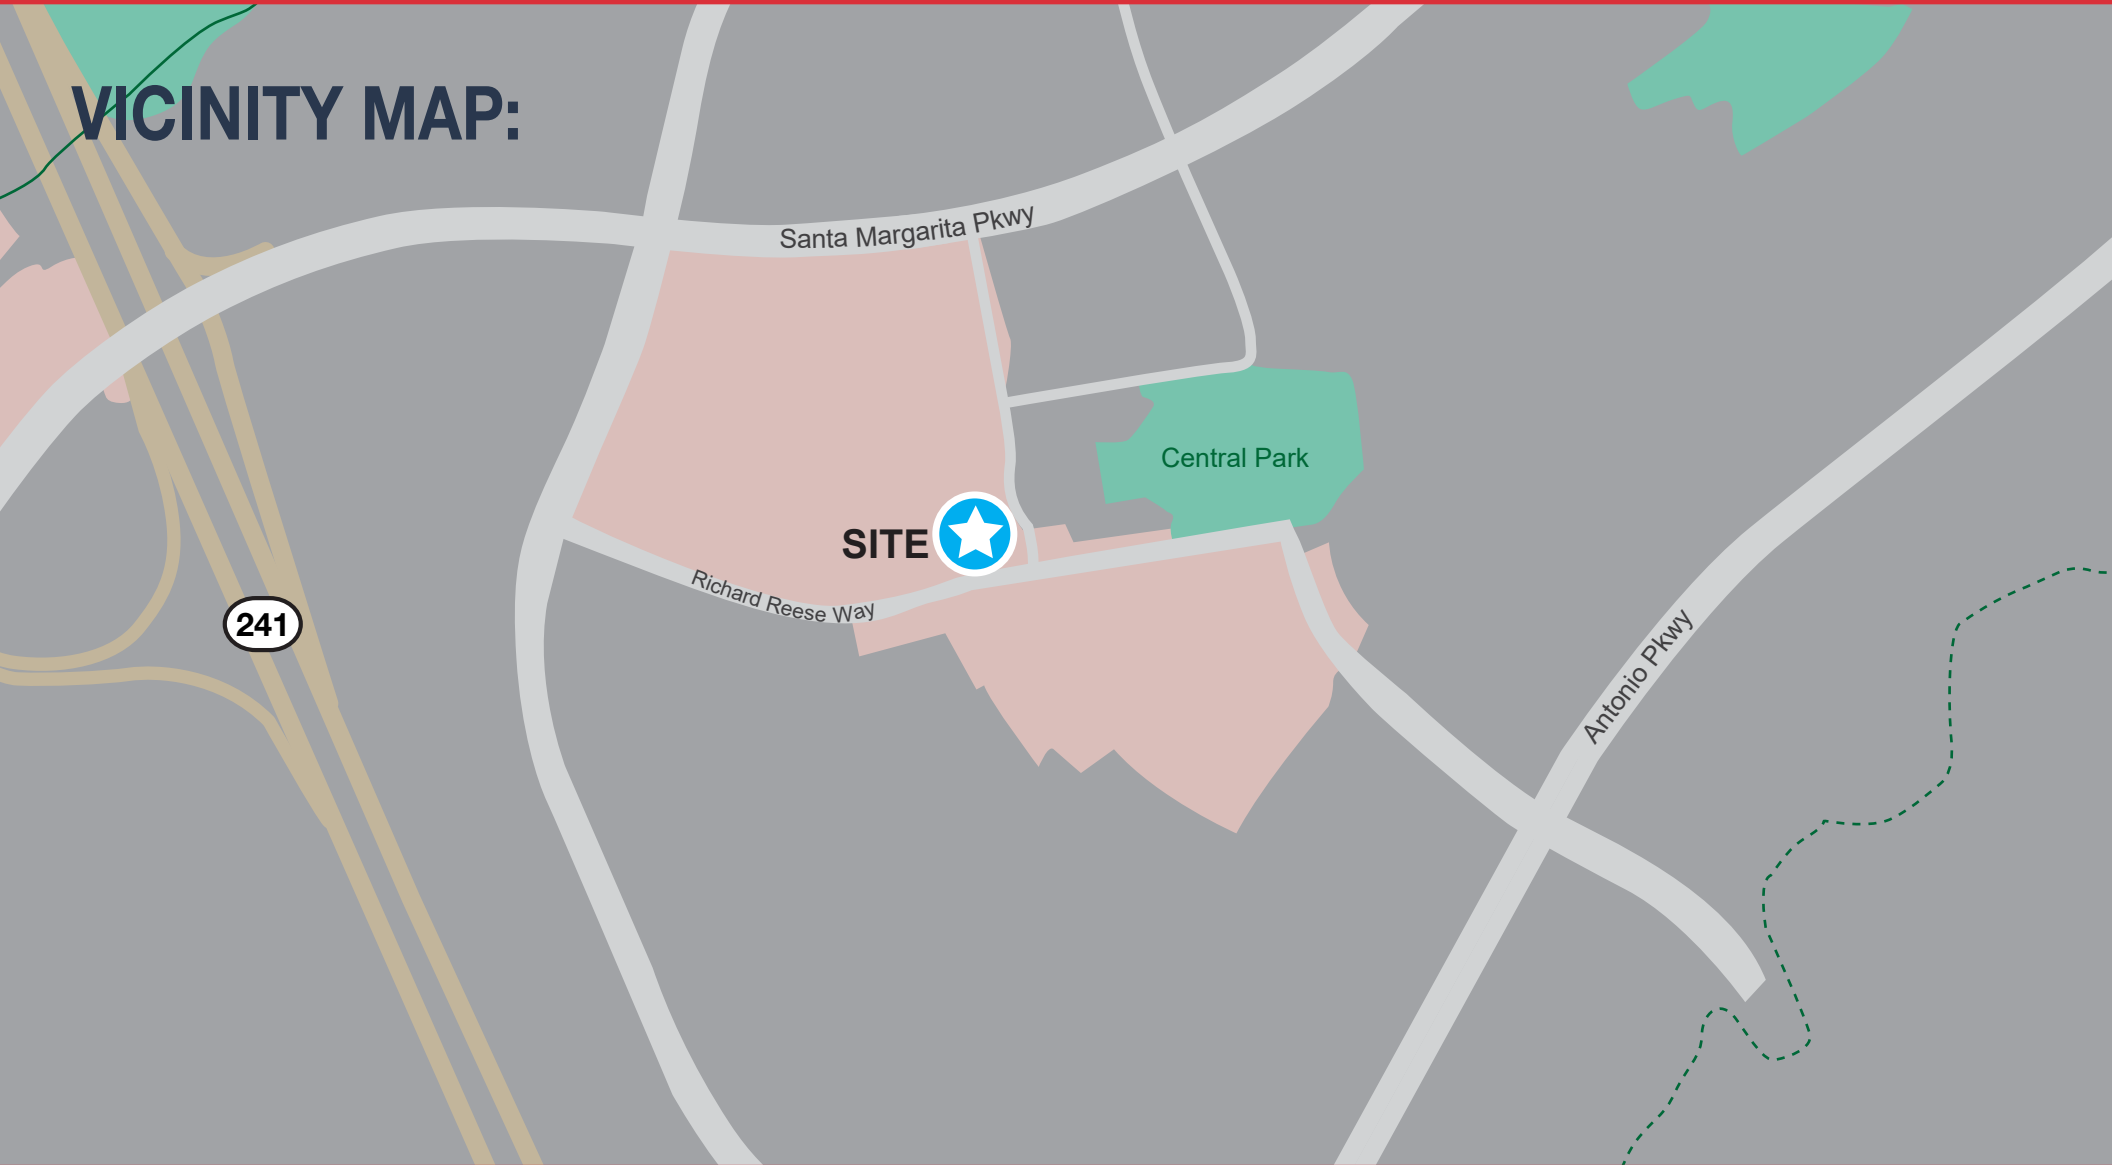 VICINITY MAP:
Santa Margarita Pkwy
Central Park
SITE
Richard Reese Way
241
Antonio Pkwy